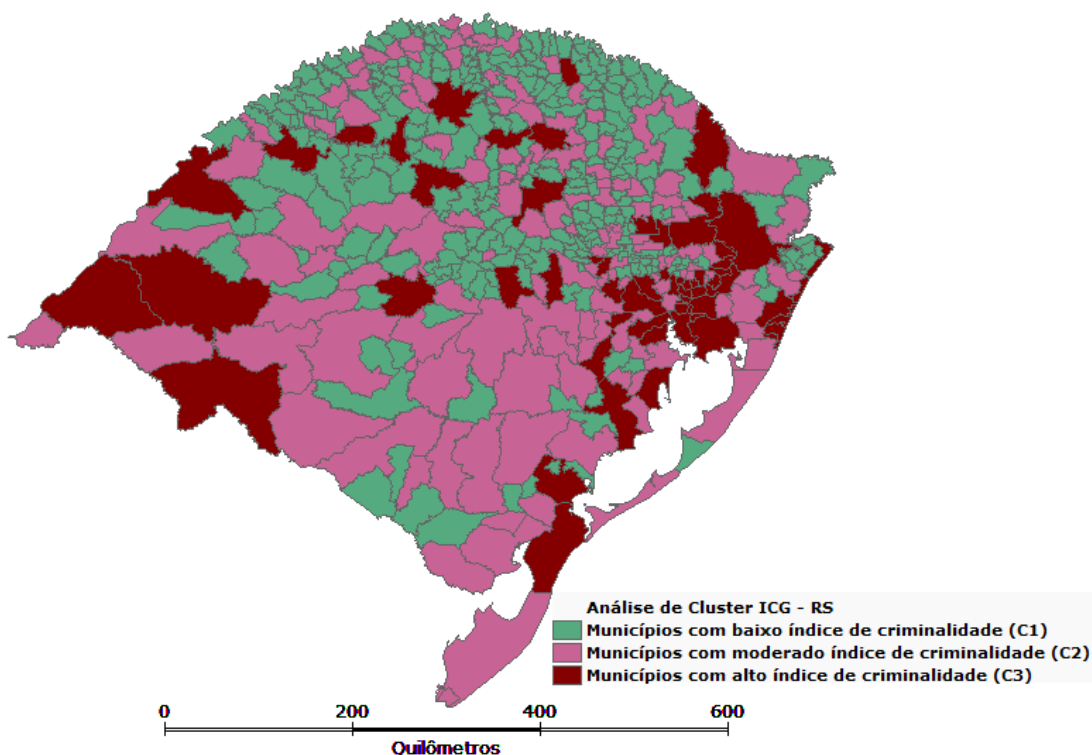 Análise de Cluster ICG - RS
Municípios com baixo índice de criminalidade (C1)
Municípios com moderado índice de criminalidade (C2)
Municípios com alto índice de criminalidade (C3)
0 200 400 600
Quilômetros